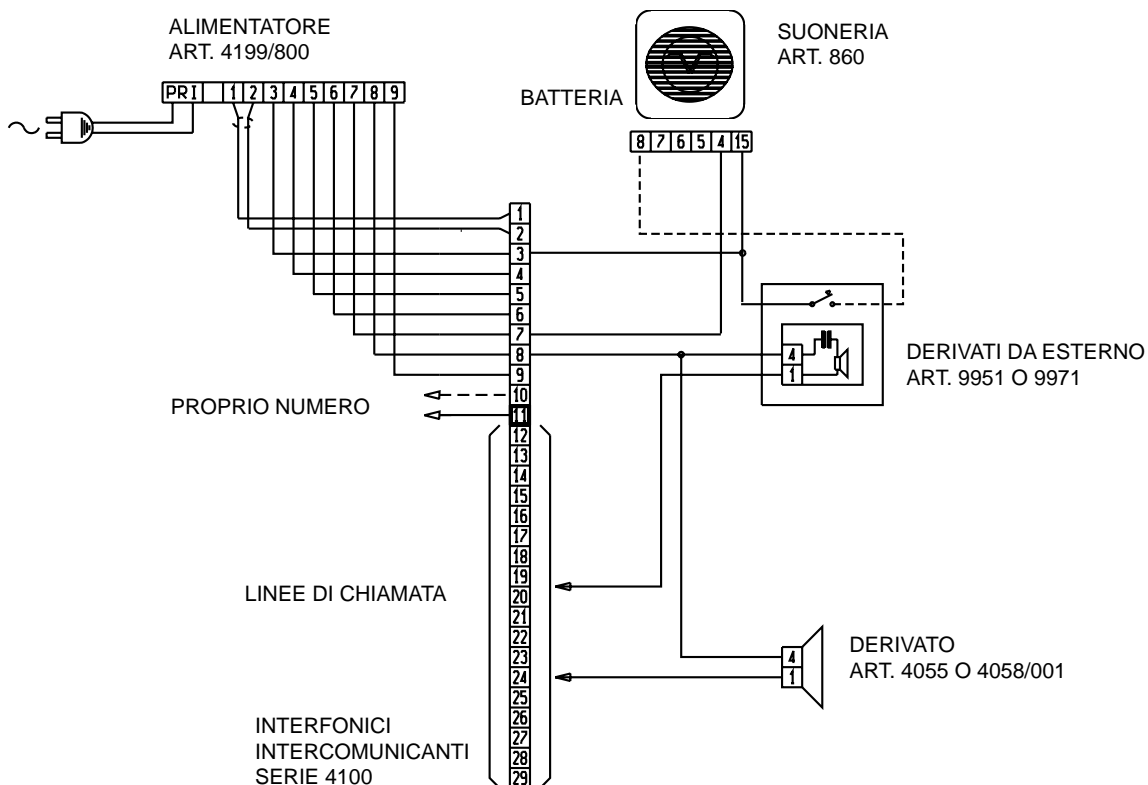 ALIMENTATORE
ART. 4199/800
SUONERIA
ART. 860
BATTERIA
PRI 1 2 3 4 5 6 7 8 9
8 7 6 5 4 15
1
2
3
4
5
6
7
8
9
10
11
12
13
14
15
16
17
18
19
20
21
22
23
24
25
26
27
28
29
PROPRIO NUMERO
4
1
DERIVATI DA ESTERNO
ART. 9951 O 9971
LINEE DI CHIAMATA
4
1
DERIVATO
ART. 4055 O 4058/001
INTERFONICI
INTERCOMUNICANTI
SERIE 4100